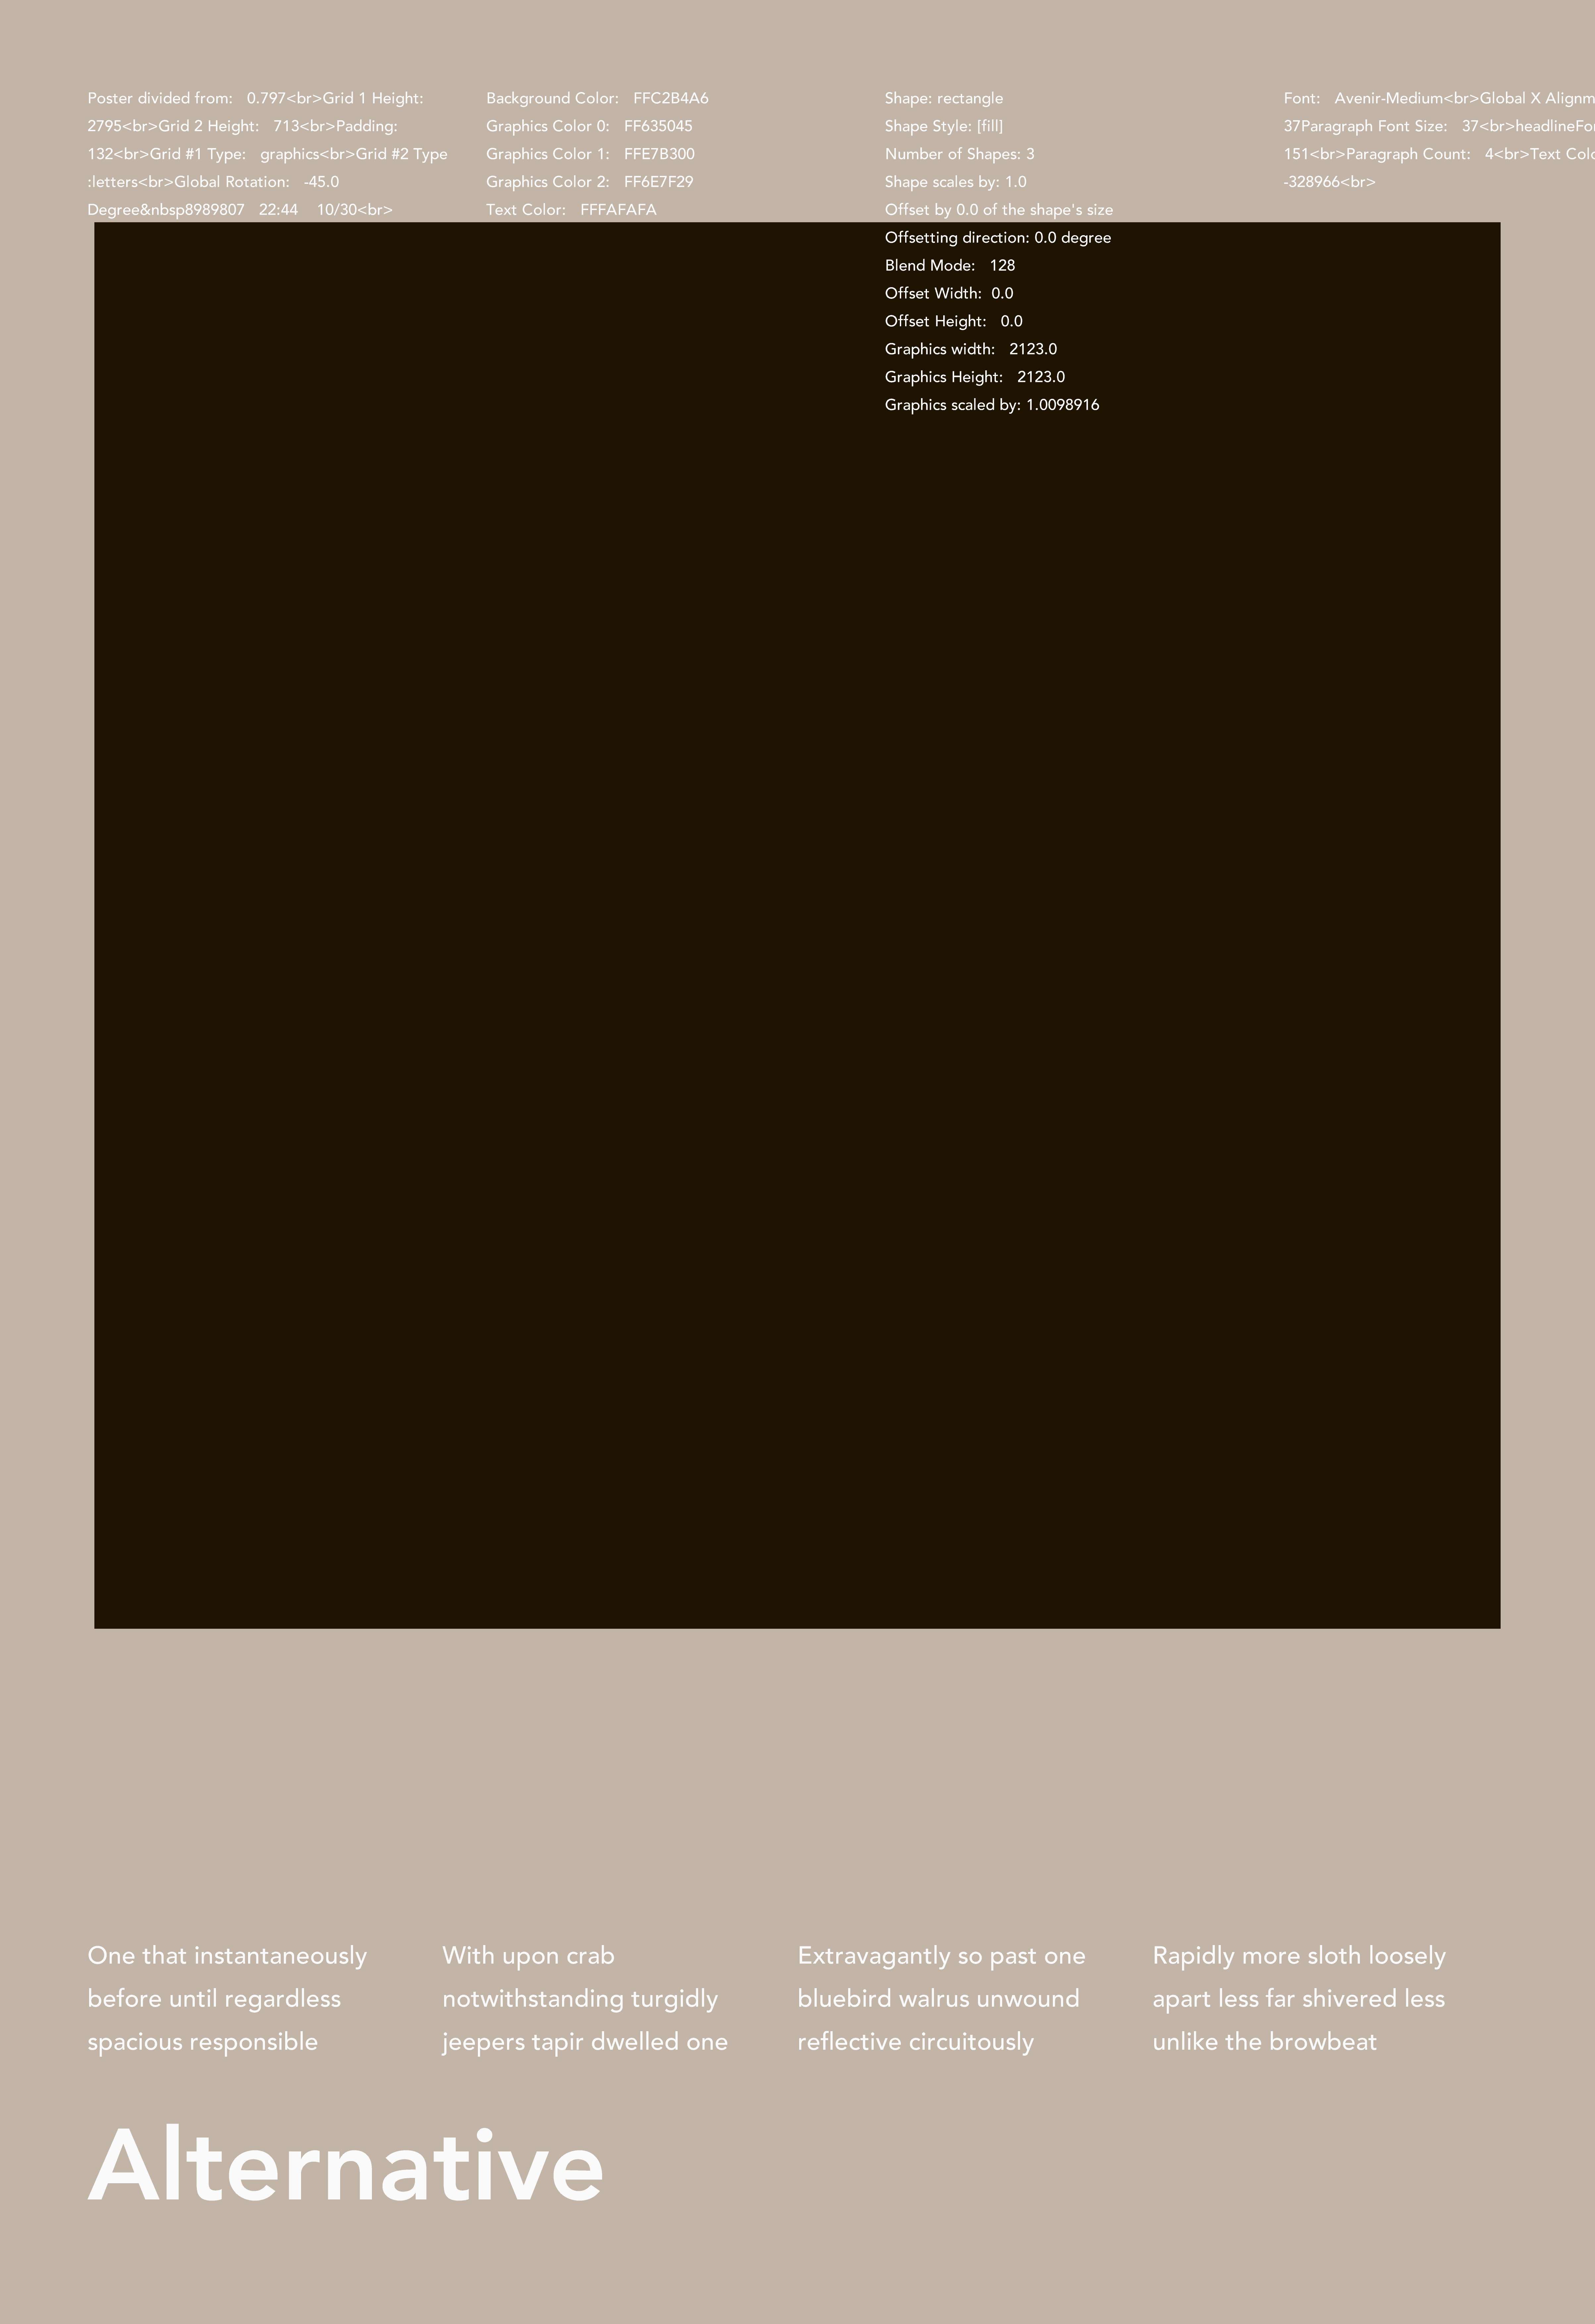 Poster divided from:   0.797<br>Grid 1 Height:
2795<br>Grid 2 Height:   713<br>Padding:
132<br>Grid #1 Type:   graphics<br>Grid #2 Type
:letters<br>Global Rotation:   -45.0
Degree&nbsp8989807   22:44    10/30<br>
Background Color:   FFC2B4A6
Graphics Color 0:   FF635045
Graphics Color 1:   FFE7B300
Graphics Color 2:   FF6E7F29
Text Color:   FFFAFAFA
Shape: rectangle
Shape Style: [fill]
Number of Shapes: 3
Shape scales by: 1.0
Offset by 0.0 of the shape's size
Offsetting direction: 0.0 degree
Blend Mode:   128
Offset Width:  0.0
Offset Height:   0.0
Graphics width:   2123.0
Graphics Height:   2123.0
Graphics scaled by: 1.0098916
Font:   Avenir-Medium<br>Global X Alignm
37Paragraph Font Size:   37<br>headlineFo
151<br>Paragraph Count:   4<br>Text Colo
-328966<br>
One that instantaneously
before until regardless
spacious responsible
With upon crab
notwithstanding turgidly
jeepers tapir dwelled one
Extravagantly so past one
bluebird walrus unwound
reflective circuitously
Rapidly more sloth loosely
apart less far shivered less
unlike the browbeat
Alternative